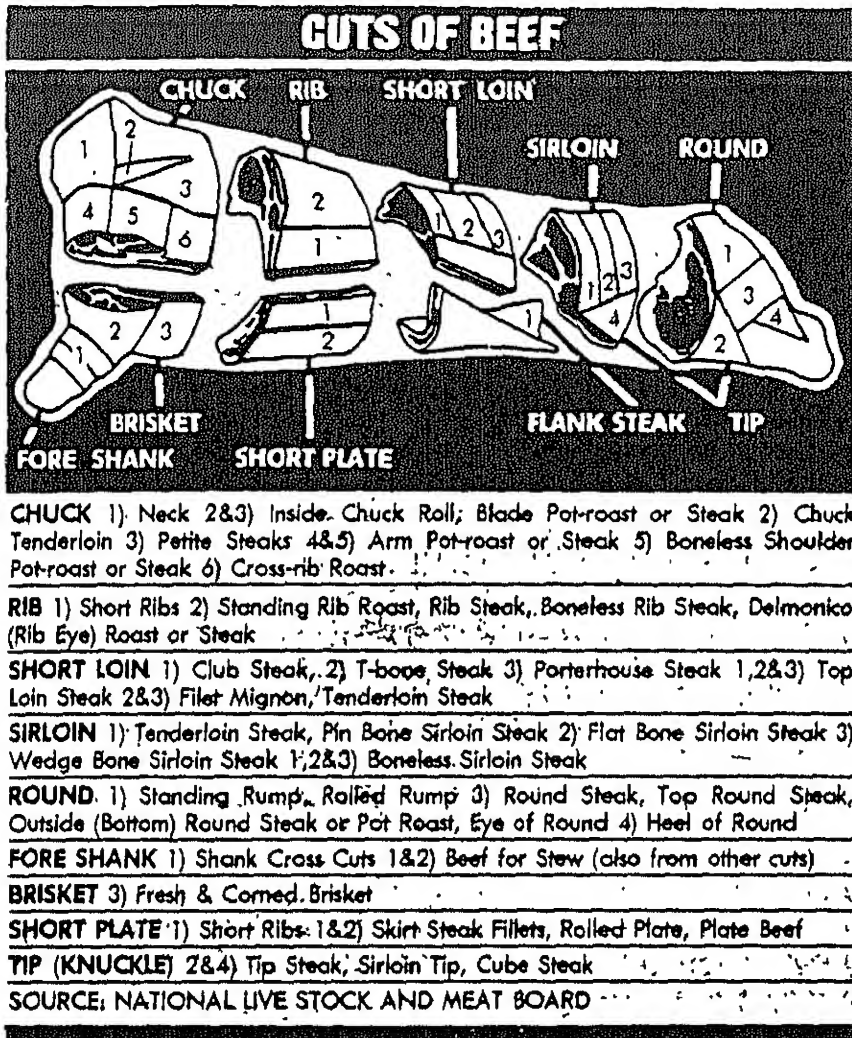 CUTS OF BEEF
CHUCK RIB SHORT LOIN
SIRLOIN ROUND
1 2 3 4 5 6
2 1
1 2 3
1 2 3 4
1 3 4 2
1 2 3
1 2
1
BRISKET FLANK STEAK TIP
FORE SHANK SHORT PLATE
CHUCK 1) Neck 2&3) Inside Chuck Roll, Blade Pot-roast or Steak 2) Chuck
Tenderloin 3) Petite Steaks 4&5) Arm Pot-roast or Steak 5) Boneless Shoulder
Pot-roast or Steak 6) Cross-rib Roast
RIB 1) Short Ribs 2) Standing Rib Roast, Rib Steak, Boneless Rib Steak, Delmonico
(Rib Eye) Roast or Steak
SHORT LOIN 1) Club Steak, 2) T-bone Steak 3) Porterhouse Steak 1,2&3) Top
Loin Steak 2&3) Filet Mignon, Tenderloin Steak
SIRLOIN 1) Tenderloin Steak, Pin Bone Sirloin Steak 2) Flat Bone Sirloin Steak 3)
Wedge Bone Sirloin Steak 1,2&3) Boneless Sirloin Steak
ROUND 1) Standing Rump, Rolled Rump 3) Round Steak, Top Round Steak,
Outside (Bottom) Round Steak or Pot Roast, Eye of Round 4) Heel of Round
FORE SHANK 1) Shank Cross Cuts 1&2) Beef for Stew (also from other cuts)
BRISKET 3) Fresh & Corned Brisket
SHORT PLATE 1) Short Ribs 1&2) Skirt Steak Fillets, Rolled Plate, Plate Beef
TIP (KNUCKLE) 2&4) Tip Steak, Sirloin Tip, Cube Steak
SOURCE: NATIONAL LIVE STOCK AND MEAT BOARD